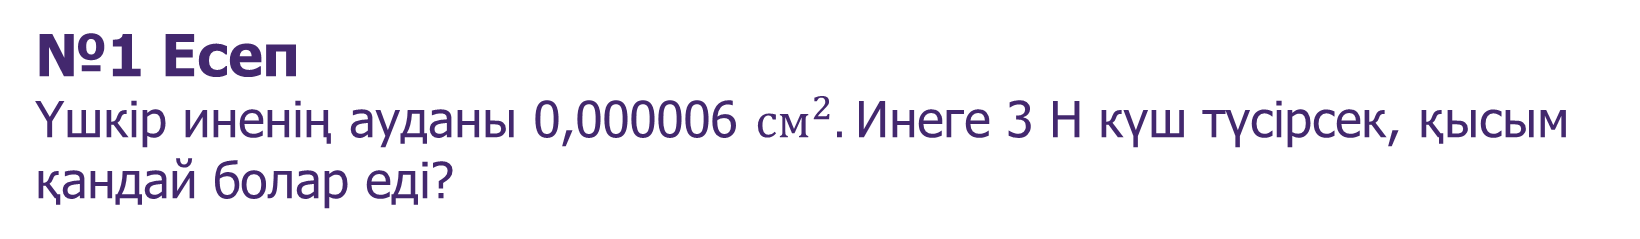 №1 Есеп
Үшкір иненің ауданы 0,000006 см². Инеге 3 Н күш түсірсек, қысым
қандай болар еді?